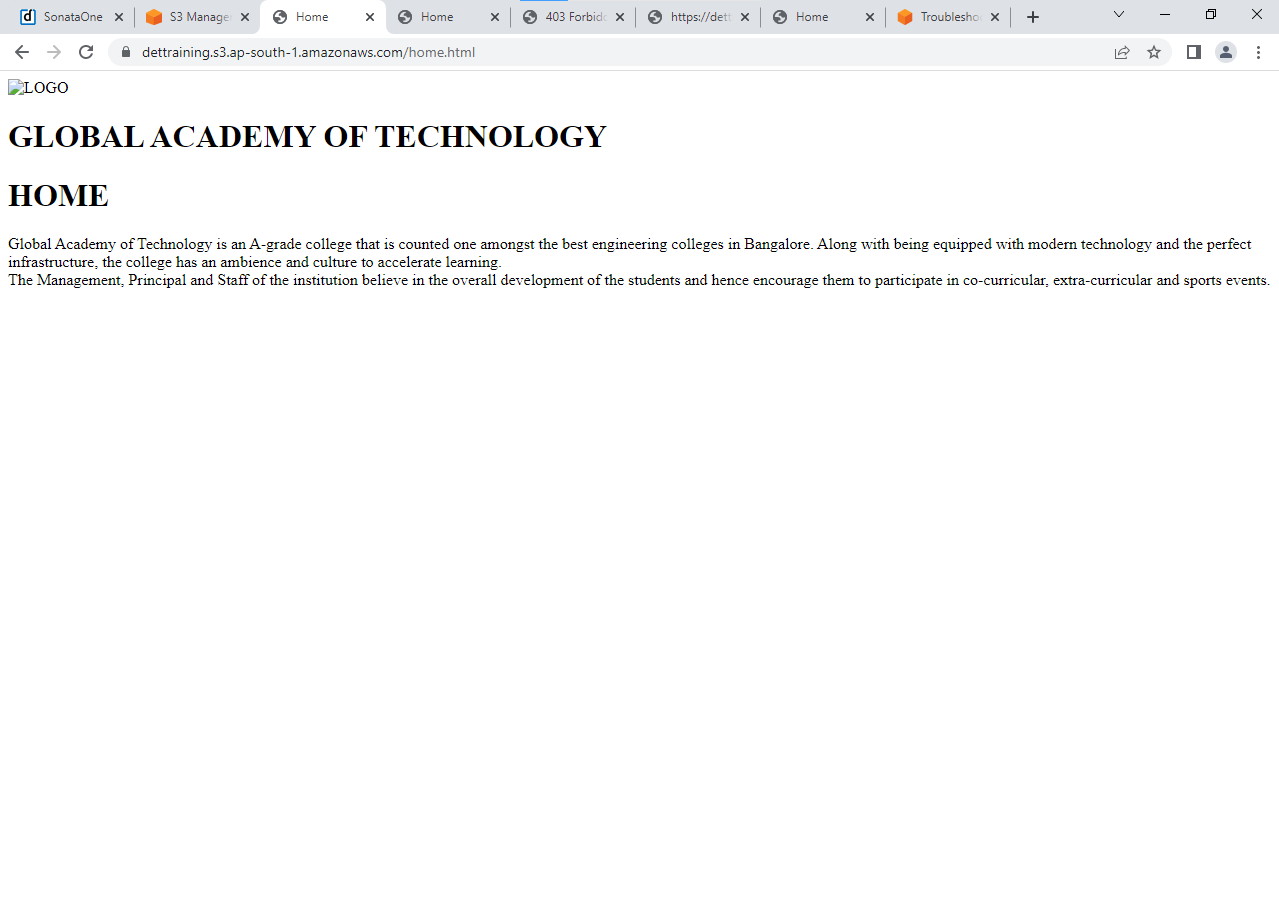 SonataOne
S3 Manage
Home
Home
403 Forbid
https://dett
Home
Troublesho
dettraining.s3.ap-south-1.amazonaws.com/home.html
LOGO
GLOBAL ACADEMY OF TECHNOLOGY
HOME
Global Academy of Technology is an A-grade college that is counted one amongst the best engineering colleges in Bangalore. Along with being equipped with modern technology and the perfect
infrastructure, the college has an ambience and culture to accelerate learning.
The Management, Principal and Staff of the institution believe in the overall development of the students and hence encourage them to participate in co-curricular, extra-curricular and sports events.